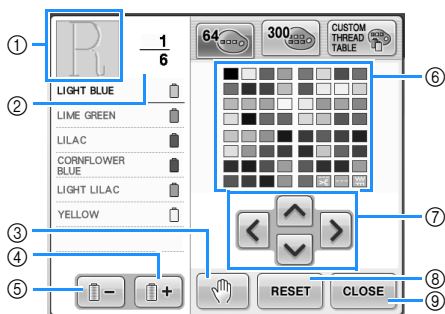 ①
②
③
④
⑤
⑥
⑦
⑧
⑨
R
1
6
64
300
CUSTOM
THREAD
TABLE
LIGHT BLUE
LIME GREEN
LILAC
CORNFLOWER
BLUE
LIGHT LILAC
YELLOW
−
+
RESET
CLOSE